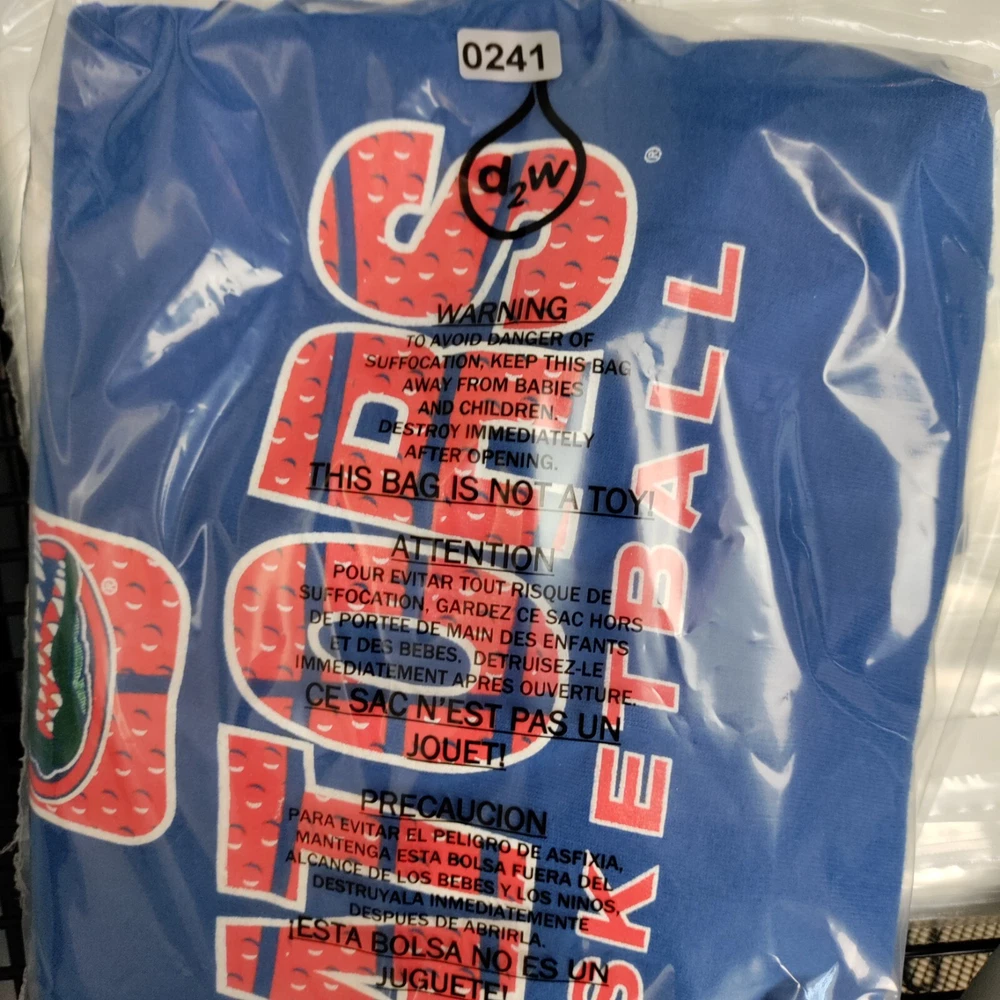 0241
d2w
WARNING
TO AVOID DANGER OF
SUFFOCATION, KEEP THIS BAG
AWAY FROM BABIES
AND CHILDREN.
DESTROY IMMEDIATELY
AFTER OPENING.
THIS BAG IS NOT A TOY!
ATTENTION
POUR EVITAR TOUT RISQUE DE
SUFFOCATION, GARDEZ CE SAC HORS
DE PORTEE DE MAIN DES ENFANTS
ET DES BEBES. DETRUISEZ-LE
IMMEDIATEMENT APRES OUVERTURE.
CE SAC N'EST PAS UN
JOUET!
PRECAUCION
PARA EVITAR EL PELIGRO DE ASFIXIA,
MANTENGA ESTA BOLSA FUERA DEL
ALCANCE DE LOS BEBES Y LOS NINOS,
DESTRUYALA INMEDIATEMENTE
DESPUES DE ABRIRLA.
¡ESTA BOLSA NO ES UN
JUGUETE!
ATORS®
SKETBALL
®